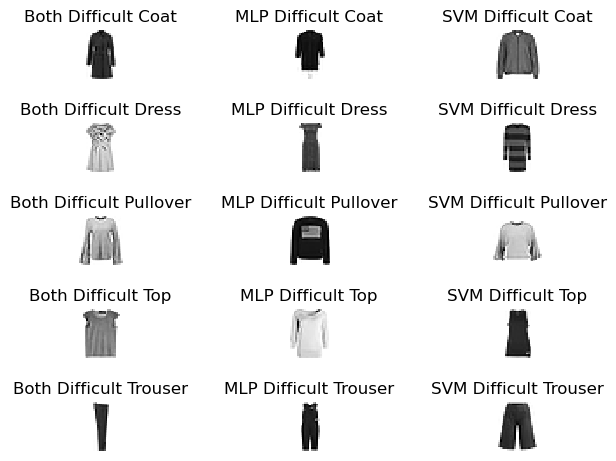 Both Difficult Coat
MLP Difficult Coat
SVM Difficult Coat
Both Difficult Dress
MLP Difficult Dress
SVM Difficult Dress
Both Difficult Pullover
MLP Difficult Pullover
SVM Difficult Pullover
Both Difficult Top
MLP Difficult Top
SVM Difficult Top
Both Difficult Trouser
MLP Difficult Trouser
SVM Difficult Trouser